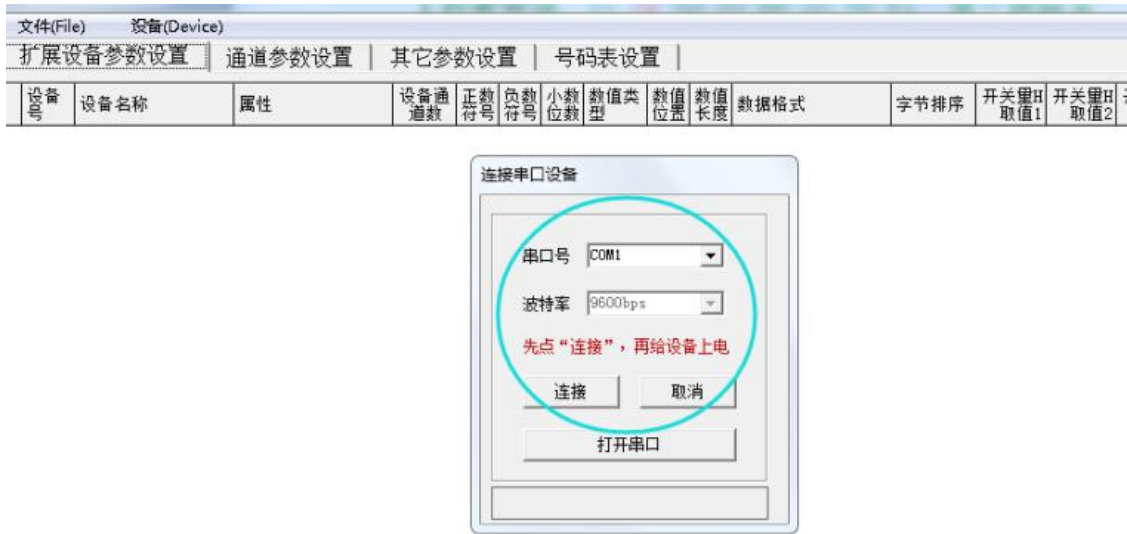 文件(File) 设备(Device)
扩展设备参数设置 通道参数设置 其它参数设置 号码表设置
设备号 设备名称 属性 设备通道数 正数符号 负数符号 小数位数 数值类型 数值位置 数值长度 数据格式 字节排序 开关量H取值1 开关量H取值2
连接串口设备
串口号 COM1
波特率 9600bps
先点“连接”,再给设备上电
连接 取消
打开串口